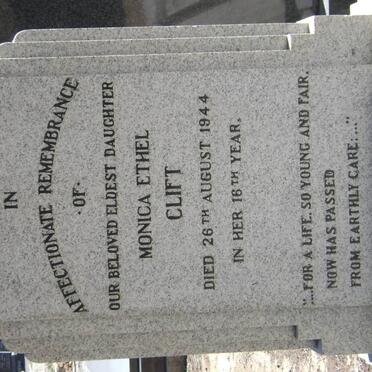 IN
AFFECTIONATE REMEMBRANCE
·OF·
OUR BELOVED ELDEST DAUGHTER
MONICA ETHEL
CLIFT
DIED 26TH AUGUST 1944
IN HER 16TH YEAR.
"....FOR A LIFE, SO YOUNG AND FAIR,
NOW HAS PASSED
FROM EARTHLY CARE;...."